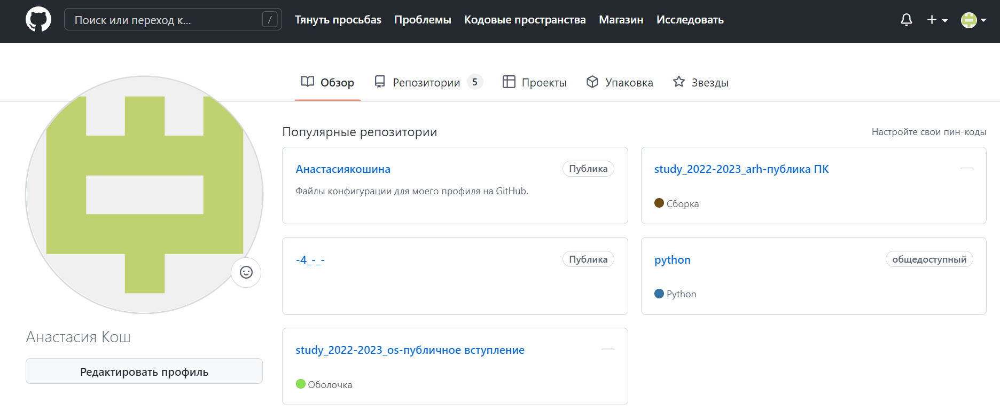 Поиск или переход к... /
Тянуть просьбаs Проблемы Кодовые пространства Магазин Исследовать
Обзор Репозитории 5 Проекты Упаковка Звезды
Популярные репозитории
Настройте свои пин-коды
Анастасиякошина
Публика
Файлы конфигурации для моего профиля на GitHub.
study_2022-2023_arh-публика ПК
Сборка
-4_-_-
Публика
python
общедоступный
Python
study_2022-2023_os-публичное вступление
Оболочка
Анастасия Кош
Редактировать профиль